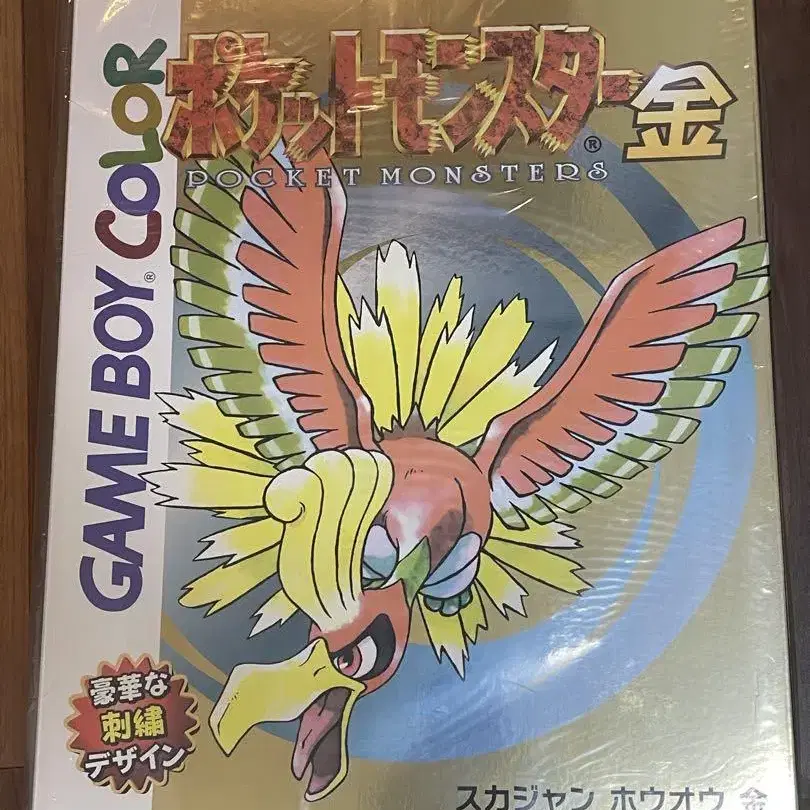 ポケットモンスター金
®
POCKET MONSTERS
GAME BOY COLOR
®
豪華な
刺繍
デザイン
スカジャン ホウオウ 金